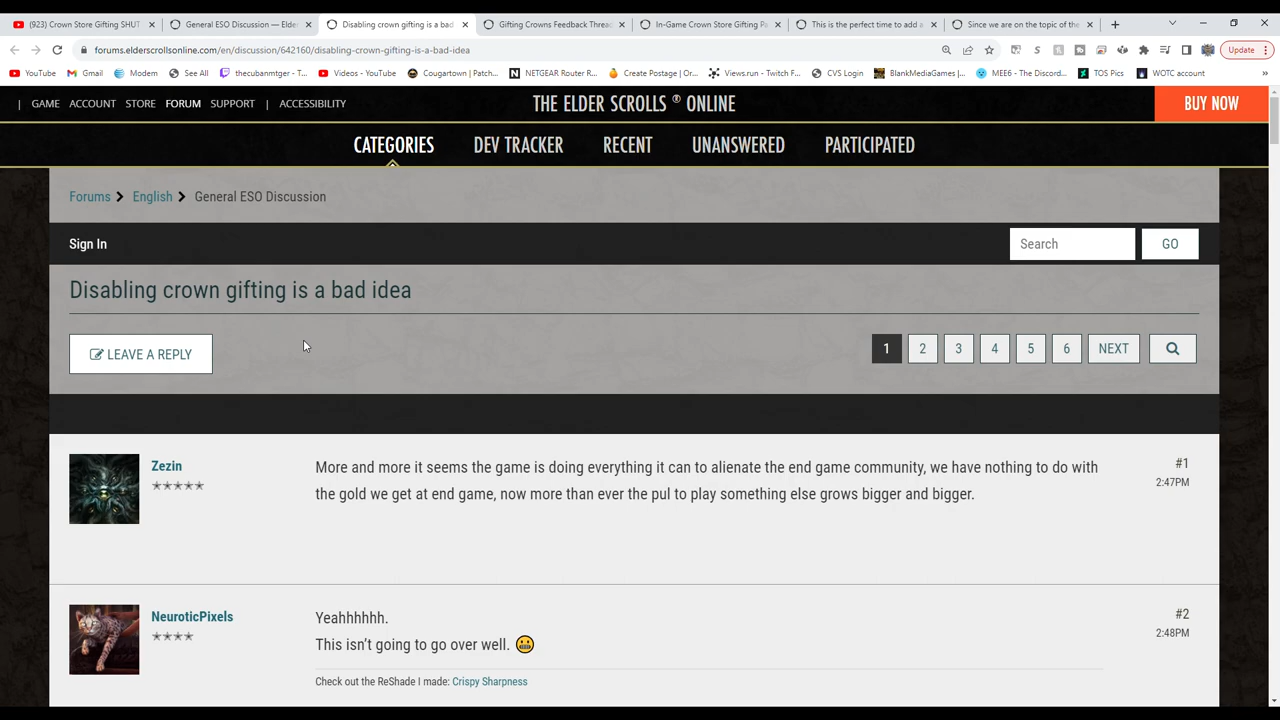 (923) Crown Store Gifting SHUT
General ESO Discussion — Elder
Disabling crown gifting is a bad
Gifting Crowns Feedback Thread
In-Game Crown Store Gifting Pa
This is the perfect time to add a
Since we are on the topic of the
forums.elderscrollsonline.com/en/discussion/642160/disabling-crown-gifting-is-a-bad-idea
Update
YouTube
Gmail
Modem
See All
thecubanmtger - T...
Videos - YouTube
Cougartown | Patch...
NETGEAR Router R...
Create Postage | Or...
Views.run - Twitch F...
CVS Login
BlankMediaGames |...
MEE6 - The Discord...
TOS Pics
WOTC account
| GAME ACCOUNT STORE FORUM SUPPORT | ACCESSIBILITY
THE ELDER SCROLLS ® ONLINE
BUY NOW
CATEGORIES DEV TRACKER RECENT UNANSWERED PARTICIPATED
Forums English General ESO Discussion
Sign In
Search
GO
Disabling crown gifting is a bad idea
LEAVE A REPLY
1 2 3 4 5 6 NEXT
Zezin
More and more it seems the game is doing everything it can to alienate the end game community, we have nothing to do with
the gold we get at end game, now more than ever the pul to play something else grows bigger and bigger.
#1
2:47PM
NeuroticPixels
Yeahhhhhh.
This isn't going to go over well.
#2
2:48PM
Check out the ReShade I made: Crispy Sharpness